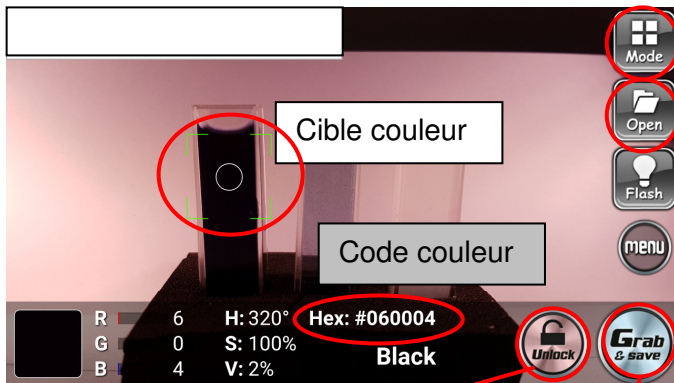 Mode
Cible couleur
Open
Flash
Code couleur
menu
R 6 H: 320° Hex: #060004
G 0 S: 100% Black
B 4 V: 2%
Unlock
Grab
& save